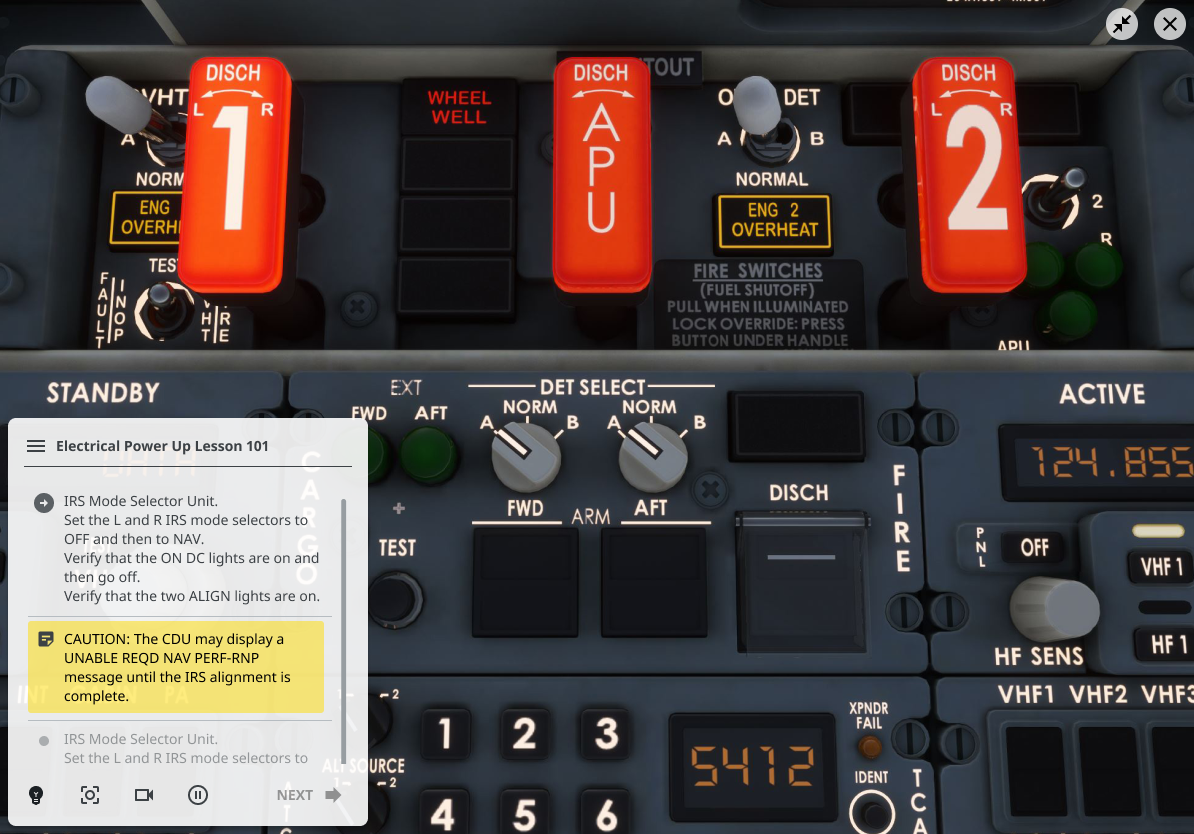 DISCH
L R
1
OVHT
A
NORM
ENG
OVERHE
TEST
FAULT
INOP
WHEEL
WELL
DISCH
APU
TOUT
DET
A B
NORMAL
ENG 2
OVERHEAT
FIRE SWITCHES
(FUEL SHUTOFF)
PULL WHEN ILLUMINATED
LOCK OVERRIDE: PRESS
BUTTON UNDER HANDLE
DISCH
L R
2
2
R
APU
STANDBY
EXT
FWD AFT
DET SELECT
NORM
A B
NORM
A B
FWD
ARM
AFT
TEST
CARGO
DISCH
FIRE
ACTIVE
124.855
PNL
OFF
VHF 1
HF 1
HF SENS
VHF1 VHF2 VHF3
Electrical Power Up Lesson 101
IRS Mode Selector Unit.
Set the L and R IRS mode selectors to
OFF and then to NAV.
Verify that the ON DC lights are on and
then go off.
Verify that the two ALIGN lights are on.
CAUTION: The CDU may display a
UNABLE REQD NAV PERF-RNP
message until the IRS alignment is
complete.
IRS Mode Selector Unit.
Set the L and R IRS mode selectors to
NEXT
ALT SOURCE
1 2 3
4 5 6
5412
XPNDR
FAIL
IDENT
TCA